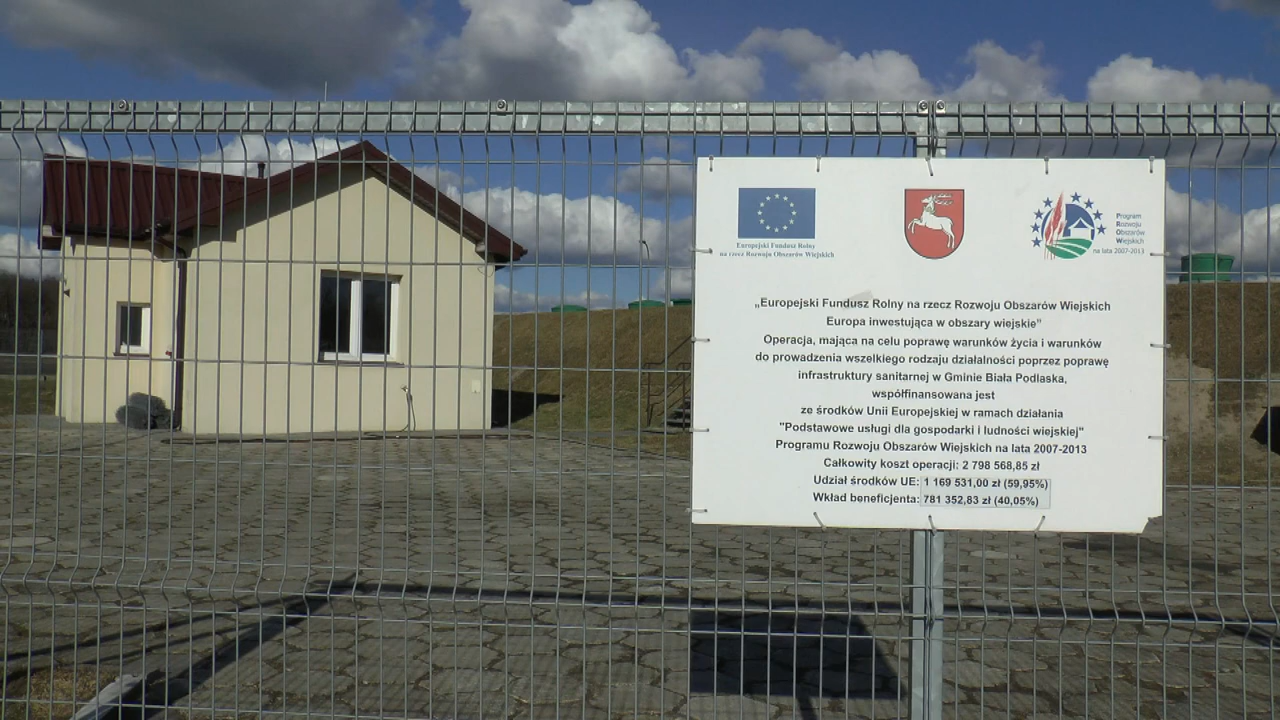 Europejski Fundusz Rolny
na rzecz Rozwoju Obszarów Wiejskich
Program
Rozwoju
Obszarów
Wiejskich
na lata 2007-2013
„Europejski Fundusz Rolny na rzecz Rozwoju Obszarów Wiejskich
Europa inwestująca w obszary wiejskie"
Operacja, mająca na celu poprawę warunków życia i warunków
do prowadzenia wszelkiego rodzaju działalności poprzez poprawę
infrastruktury sanitarnej w Gminie Biała Podlaska,
współfinansowana jest
ze środków Unii Europejskiej w ramach działania
"Podstawowe usługi dla gospodarki i ludności wiejskiej"
Programu Rozwoju Obszarów Wiejskich na lata 2007-2013
Całkowity koszt operacji: 2 798 568,85 zł
Udział środków UE: 1 169 531,00 zł (59,95%)
Wkład beneficjenta: 781 352,83 zł (40,05%)